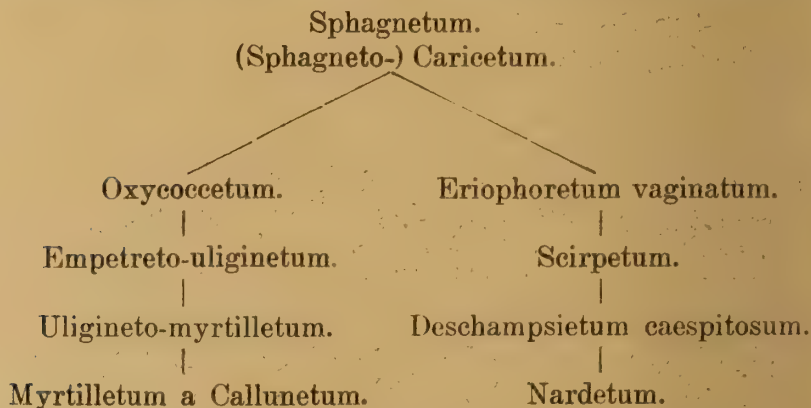 Sphagnetum.
(Sphagneto-) Caricetum.
Oxycoccetum. Eriophoretum vaginatum.
Empetreto-uliginetum. Scirpetum.
Uligineto-myrtilletum. Deschampsietum caespitosum.
Myrtilletum a Callunetum. Nardetum.